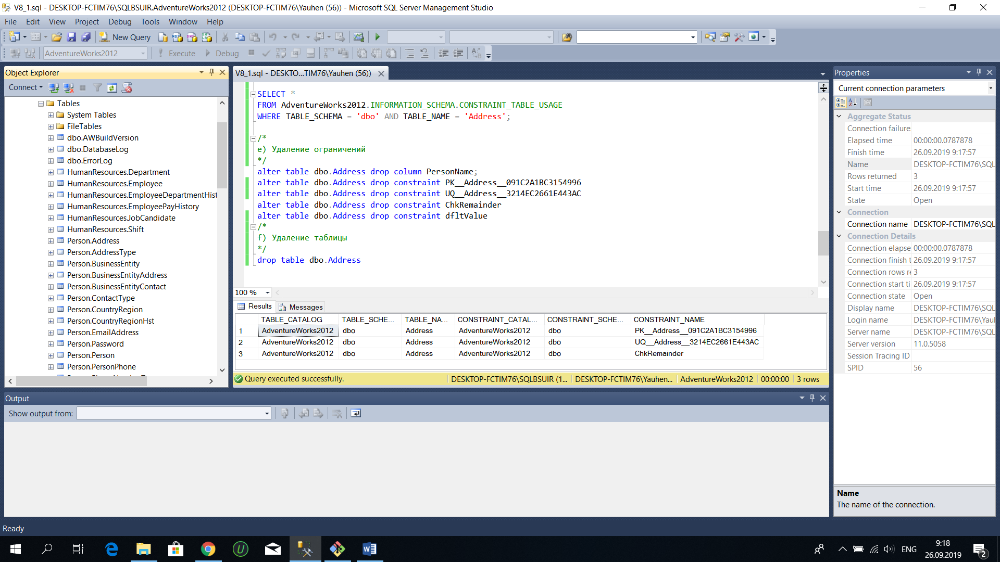 V8_1.sql - DESKTOP-FCTIM76\SQLBSUIR.AdventureWorks2012 (DESKTOP-FCTIM76\Yauhen (56)) - Microsoft SQL Server Management Studio
File Edit View Project Debug Tools Window Help
New Query
AdventureWorks2012 Execute Debug
Object Explorer
Connect
Tables
System Tables
FileTables
dbo.AWBuildVersion
dbo.DatabaseLog
dbo.ErrorLog
HumanResources.Department
HumanResources.Employee
HumanResources.EmployeeDepartmentHist
HumanResources.EmployeePayHistory
HumanResources.JobCandidate
HumanResources.Shift
Person.Address
Person.AddressType
Person.BusinessEntity
Person.BusinessEntityAddress
Person.BusinessEntityContact
Person.ContactType
Person.CountryRegion
Person.CountryRegionHst
Person.EmailAddress
Person.Password
Person.Person
Person.PersonPhone
V8_1.sql - DESKTO...TIM76\Yauhen (56))
SELECT *
FROM AdventureWorks2012.INFORMATION_SCHEMA.CONSTRAINT_TABLE_USAGE
WHERE TABLE_SCHEMA = 'dbo' AND TABLE_NAME = 'Address';
/*
e) Удаление ограничений
*/
alter table dbo.Address drop column PersonName;
alter table dbo.Address drop constraint PK__Address__091C2A1BC3154996
alter table dbo.Address drop constraint UQ__Address__3214EC2661E443AC
alter table dbo.Address drop constraint ChkRemainder
alter table dbo.Address drop constraint dfltValue
/*
f) Удаление таблицы
*/
drop table dbo.Address
100 %
Results Messages
TABLE_CATALOG TABLE_SCHE... TABLE_NA... CONSTRAINT_CATAL... CONSTRAINT_SCHE... CONSTRAINT_NAME
1 AdventureWorks2012 dbo Address AdventureWorks2012 dbo PK__Address__091C2A1BC3154996
2 AdventureWorks2012 dbo Address AdventureWorks2012 dbo UQ__Address__3214EC2661E443AC
3 AdventureWorks2012 dbo Address AdventureWorks2012 dbo ChkRemainder
Query executed successfully. DESKTOP-FCTIM76\SQLBSUIR (1... DESKTOP-FCTIM76\Yauhen... AdventureWorks2012 00:00:00 3 rows
Properties
Current connection parameters
Aggregate Status
Connection failure
Elapsed time 00:00:00.0787878
Finish time 26.09.2019 9:17:57
Name DESKTOP-FCTIM76\SQL
Rows returned 3
Start time 26.09.2019 9:17:57
State Open
Connection
Connection name DESKTOP-FCTIM76\SQL
Connection Details
Connection elapse 00:00:00.0787878
Connection finish t 26.09.2019 9:17:57
Connection rows re 3
Connection start ti 26.09.2019 9:17:57
Connection state Open
Display name DESKTOP-FCTIM76\SQL
Login name DESKTOP-FCTIM76\Yauh
Server name DESKTOP-FCTIM76\SQL
Server version 11.0.5058
Session Tracing ID
SPID 56
Name
The name of the connection.
Output
Show output from:
Ready
ENG
9:18
26.09.2019
2